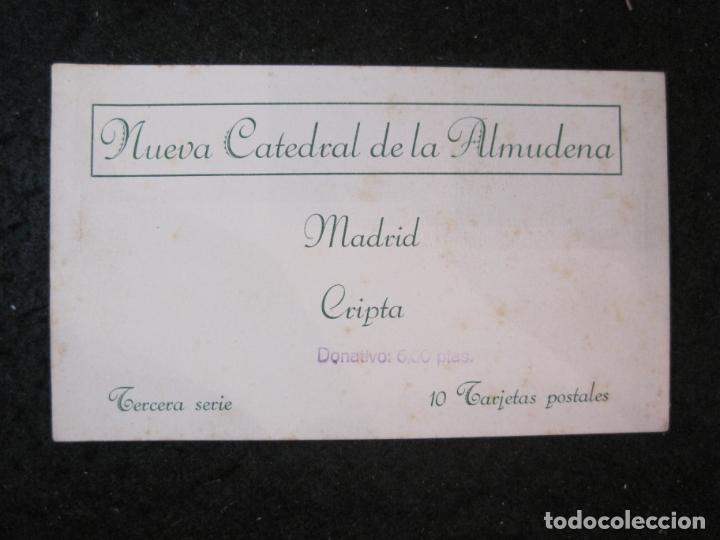 Nueva Catedral de la Almudena
Madrid
Cripta
Donativo: 6,00 ptas.
Tercera serie
10 Tarjetas postales
todocoleccion